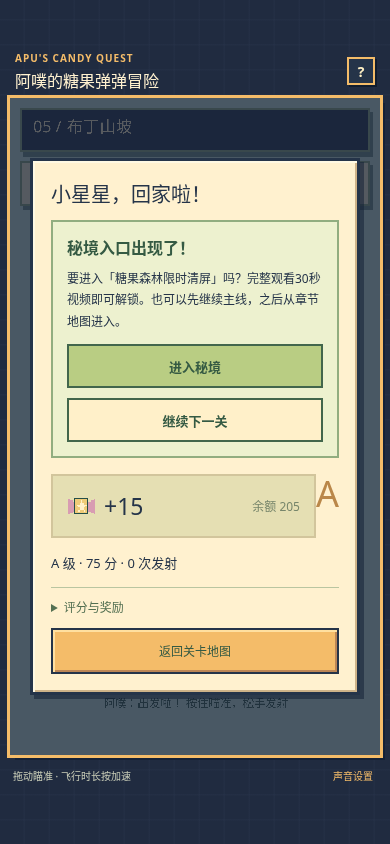 APU'S CANDY QUEST
阿噗的糖果弹弹冒险
?
05 / 布丁山坡
小星星，回家啦！
秘境入口出现了！
要进入「糖果森林限时清屏」吗？完整观看30秒
视频即可解锁。也可以先继续主线，之后从章节
地图进入。
进入秘境
继续下一关
+15
余额 205
A
A 级 · 75 分 · 0 次发射
▶ 评分与奖励
返回关卡地图
阿噗：出发啦！按住瞄准，松手发射
拖动瞄准 · 飞行时长按加速
声音设置